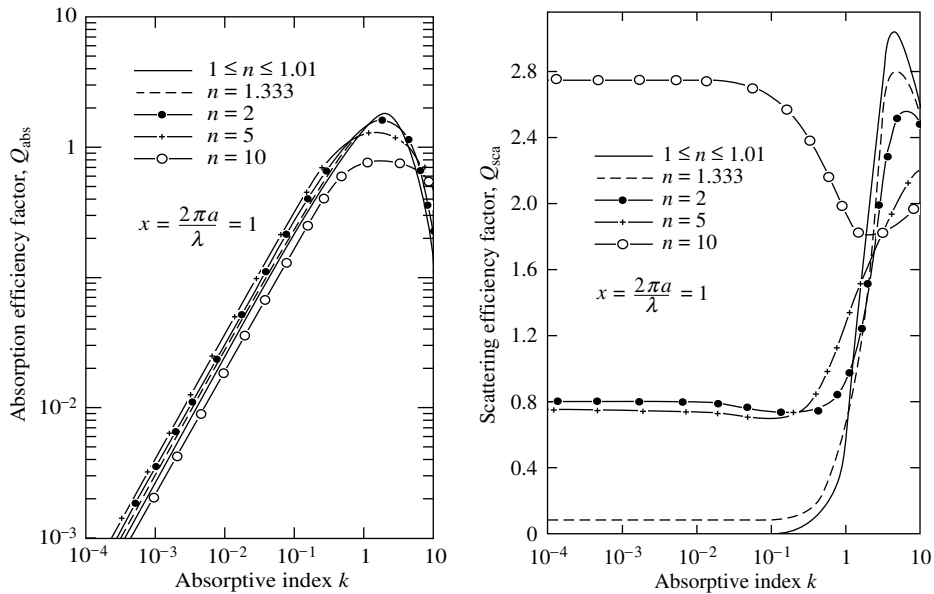 10
1
10⁻²
10⁻³
Absorption efficiency factor, Q_abs
1 ≤ n ≤ 1.01
n = 1.333
n = 2
n = 5
n = 10
x = 2πa/λ = 1
10⁻⁴ 10⁻³ 10⁻² 10⁻¹ 1 10
Absorptive index k
2.8
2.4
2.0
1.6
1.2
0.8
0.4
0
Scattering efficiency factor, Q_sca
1 ≤ n ≤ 1.01
n = 1.333
n = 2
n = 5
n = 10
x = 2πa/λ = 1
10⁻⁴ 10⁻³ 10⁻² 10⁻¹ 1 10
Absorptive index k